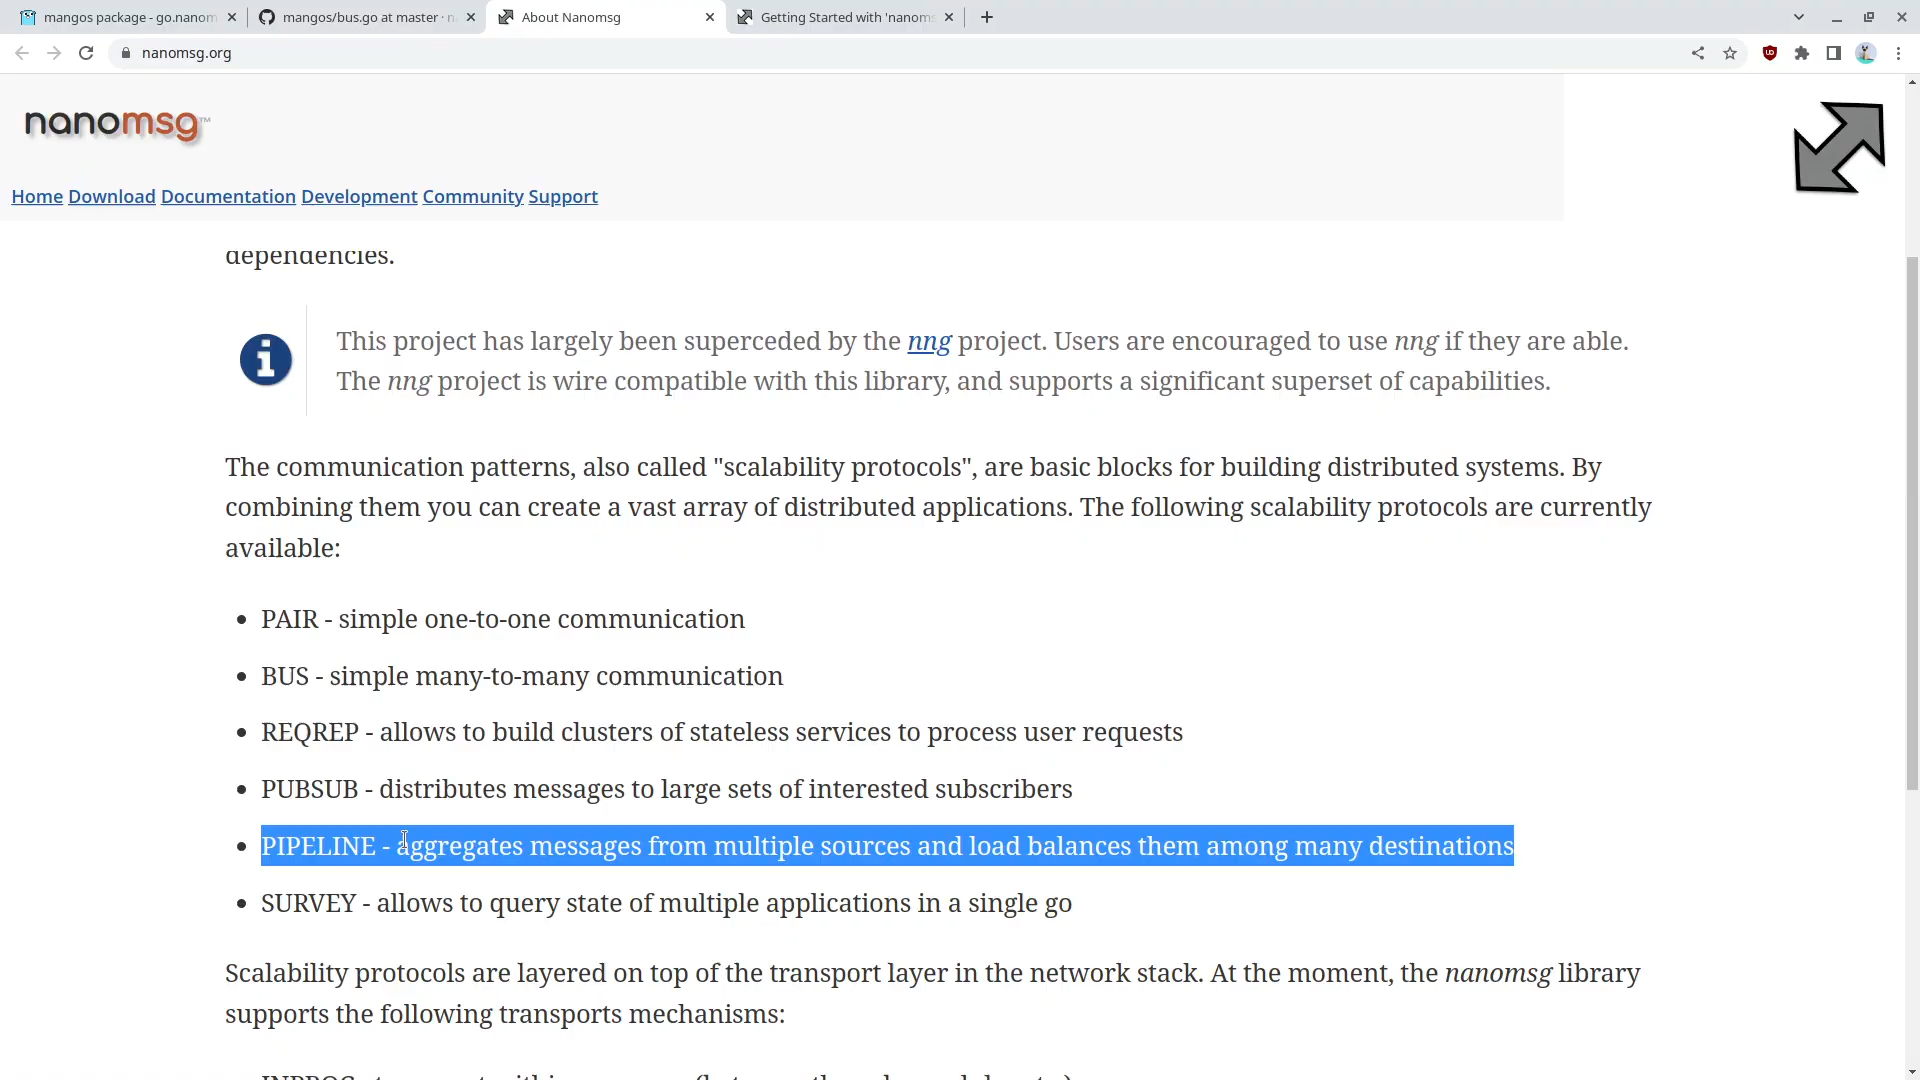 mangos package - go.nanom
mangos/bus.go at master · n
About Nanomsg
Getting Started with 'nanoms
nanomsg.org
nanomsg™
Home Download Documentation Development Community Support
dependencies.
This project has largely been superceded by the nng project. Users are encouraged to use nng if they are able.
The nng project is wire compatible with this library, and supports a significant superset of capabilities.
The communication patterns, also called "scalability protocols", are basic blocks for building distributed systems. By
combining them you can create a vast array of distributed applications. The following scalability protocols are currently
available:
• PAIR - simple one-to-one communication
• BUS - simple many-to-many communication
• REQREP - allows to build clusters of stateless services to process user requests
• PUBSUB - distributes messages to large sets of interested subscribers
• PIPELINE - aggregates messages from multiple sources and load balances them among many destinations
• SURVEY - allows to query state of multiple applications in a single go
Scalability protocols are layered on top of the transport layer in the network stack. At the moment, the nanomsg library
supports the following transports mechanisms: